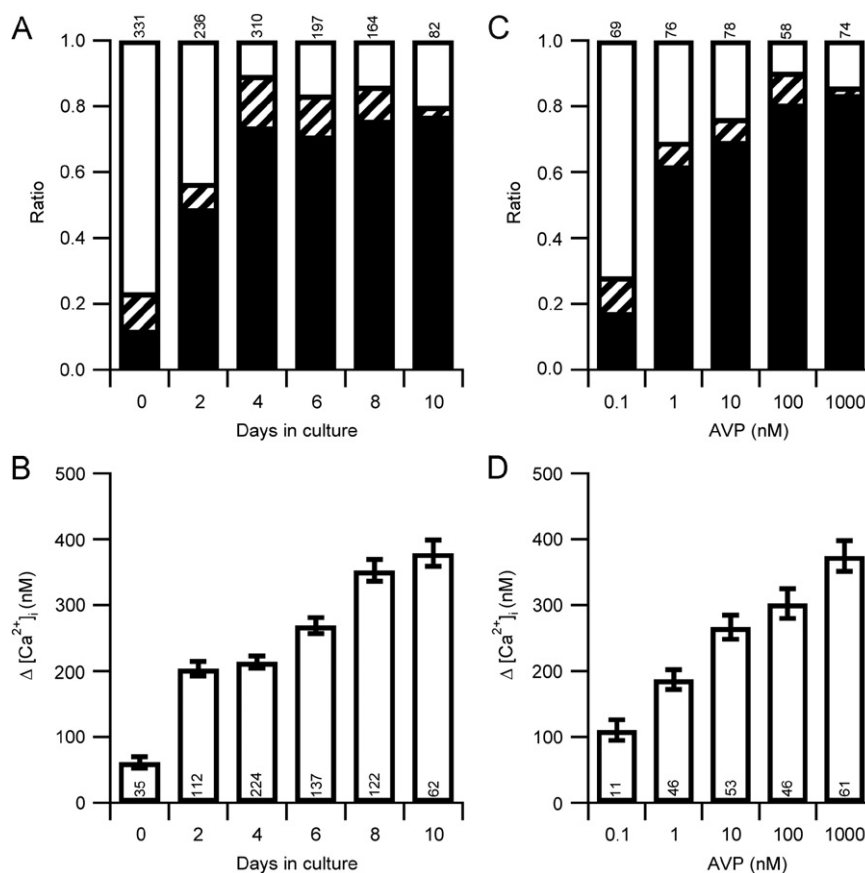 A
331 236 310 197 164 82
1.0
0.8
0.6
0.4
0.2
0.0
Ratio
0 2 4 6 8 10
Days in culture
C
69 76 78 58 74
1.0
0.8
0.6
0.4
0.2
0.0
Ratio
0.1 1 10 100 1000
AVP (nM)
B
500
400
300
200
100
0
Δ [Ca²⁺]ᵢ (nM)
35 112 224 137 122 62
0 2 4 6 8 10
Days in culture
D
500
400
300
200
100
0
Δ [Ca²⁺]ᵢ (nM)
11 46 53 46 61
0.1 1 10 100 1000
AVP (nM)